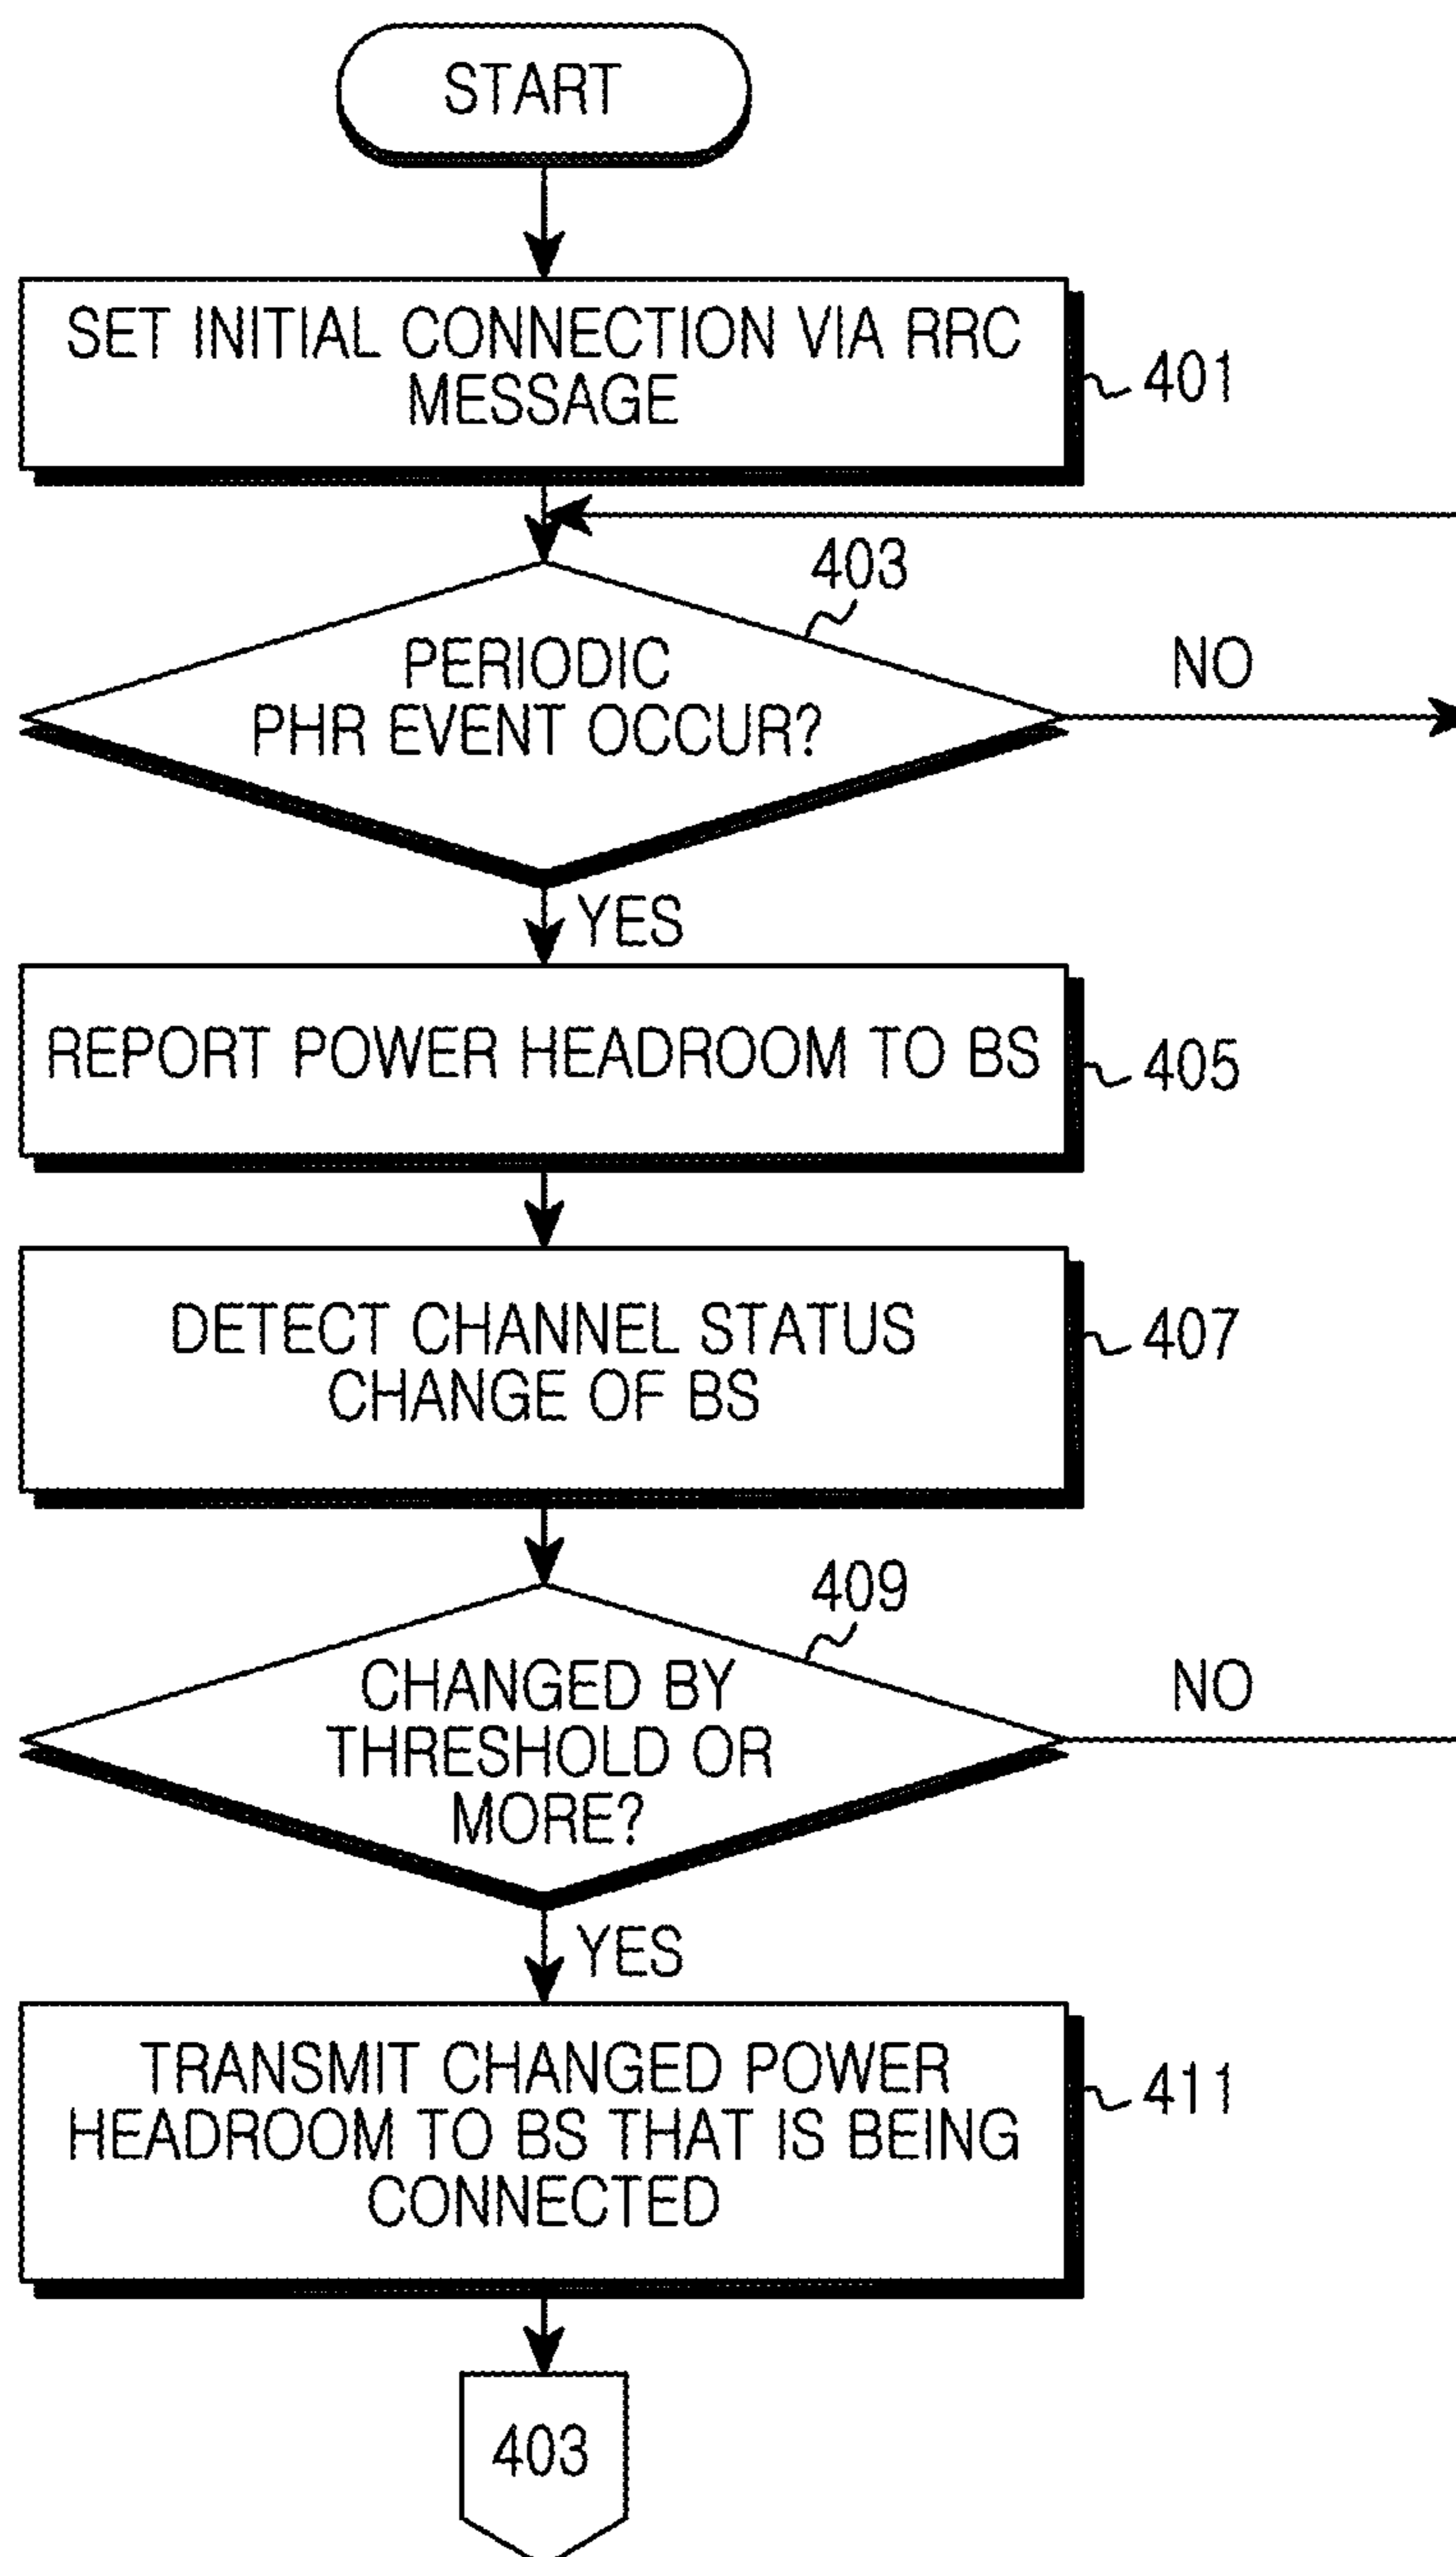 START
SET INITIAL CONNECTION VIA RRC
MESSAGE
401
403
PERIODIC
PHR EVENT OCCUR?
NO
YES
REPORT POWER HEADROOM TO BS
405
DETECT CHANNEL STATUS
CHANGE OF BS
407
409
CHANGED BY
THRESHOLD OR
MORE?
NO
YES
TRANSMIT CHANGED POWER
HEADROOM TO BS THAT IS BEING
CONNECTED
411
403